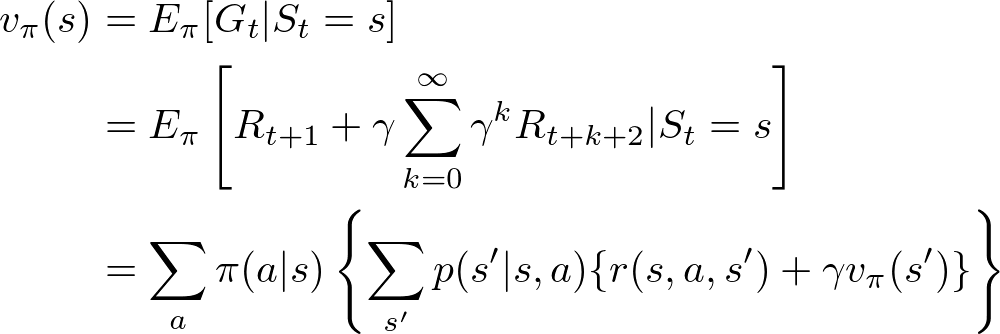 v_π(s) = E_π[G_t|S_t = s]
= E_π [R_{t+1} + γ ∑_{k=0}^{∞} γ^k R_{t+k+2}|S_t = s]
= ∑_a π(a|s) {∑_{s′} p(s′|s, a){r(s, a, s′) + γv_π(s′)}}